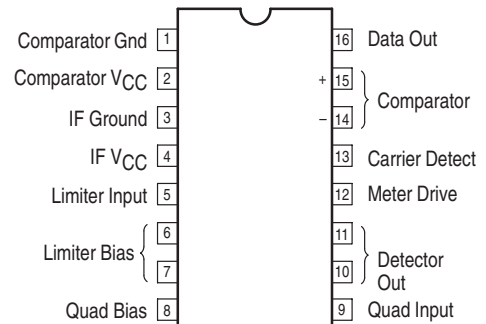 Comparator Gnd 1
16 Data Out
Comparator VCC 2
+ 15
Comparator
IF Ground 3
– 14
IF VCC 4
13 Carrier Detect
Limiter Input 5
12 Meter Drive
6
Limiter Bias
7
11
10
Detector
Out
Quad Bias 8
9 Quad Input